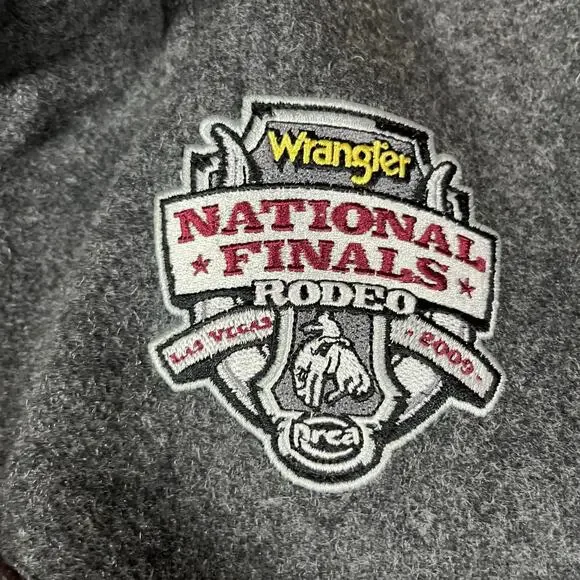 Wrangler
NATIONAL
FINALS
RODEO
LAS VEGAS
2009
prca